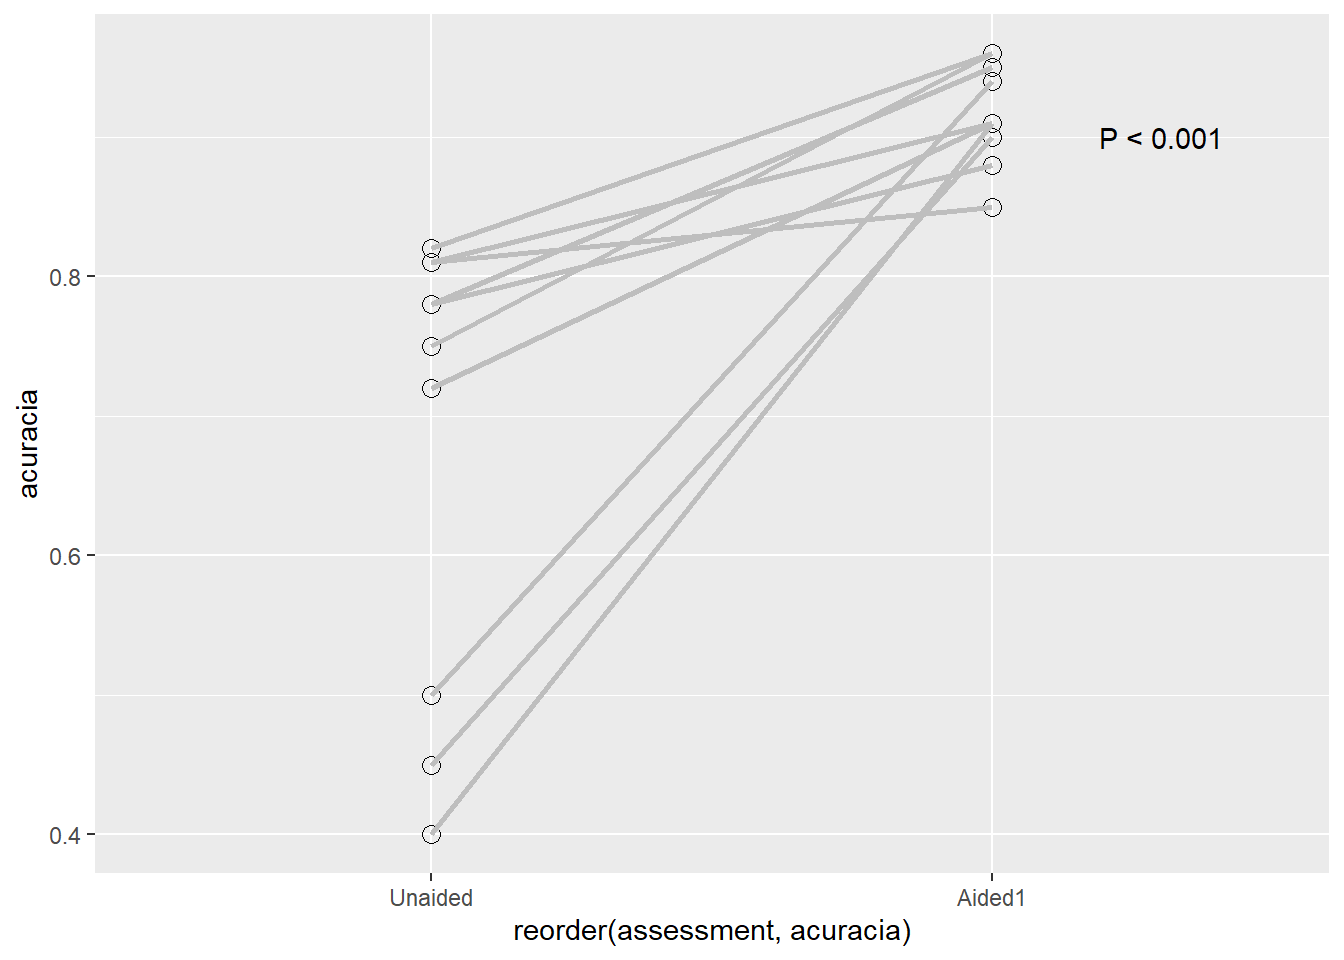 P < 0.001
acuracia
0.8
0.6
0.4
Unaided
Aided1
reorder(assessment, acuracia)